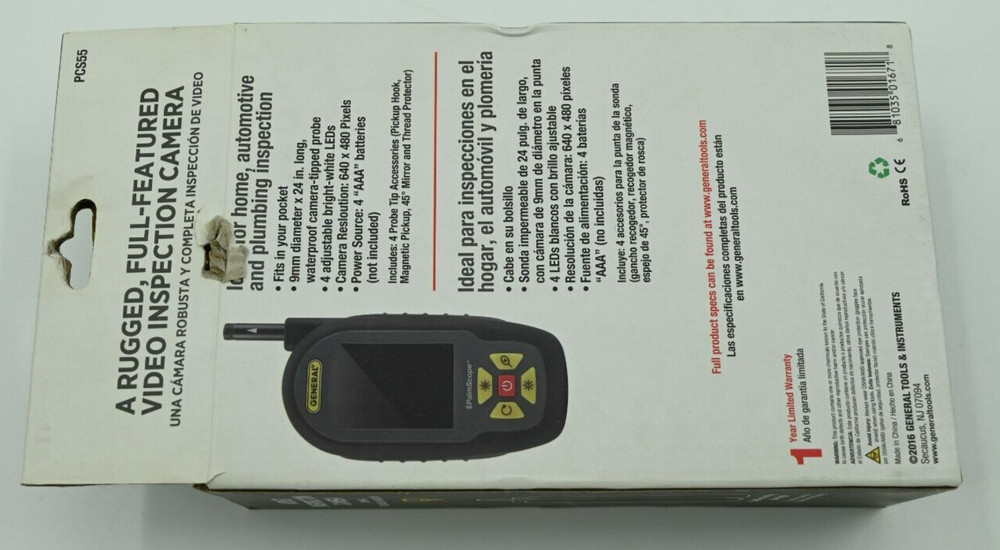 PCS55
A RUGGED, FULL-FEATURED
VIDEO INSPECTION CAMERA
UNA CÁMARA ROBUSTA Y COMPLETA INSPECCIÓN DE VIDEO
for home, automotive
and plumbing inspection
• Fits in your pocket
• 9mm diameter x 24 in. long,
waterproof camera-tipped probe
• 4 adjustable bright-white LEDs
• Camera Resloution: 640 x 480 Pixels
• Power Source: 4 “AAA” batteries
(not included)
Includes: 4 Probe Tip Accessories (Pickup Hook,
Magnetic Pickup, 45° Mirror and Thread Protector)
Ideal para inspecciones en el
hogar, el automóvil y plomería
• Cabe en su bolsillo
• Sonda impermeable de 24 pulg. de largo,
con cámara de 9mm de diámetro en la punta
• 4 LEDs blancos con brillo ajustable
• Resolución de la cámara: 640 x 480 píxeles
• Fuente de alimentación: 4 baterías
“AAA” (no incluidas)
Incluye: 4 accesorios para la punta de la sonda
(gancho recogedor, recogedor magnético,
espejo de 45°, protector de rosca)
GENERAL®
PalmScope™
Full product specs can be found at www.generaltools.com
Las especificaciones completas del producto están
en www.generaltools.com
1 Year Limited Warranty
Año de garantía limitada
Made in China / Hecho en China
©2016 GENERAL TOOLS & INSTRUMENTS
Secaucus, NJ 07094
www.generaltools.com
RoHS CE
6 81035 01671 8